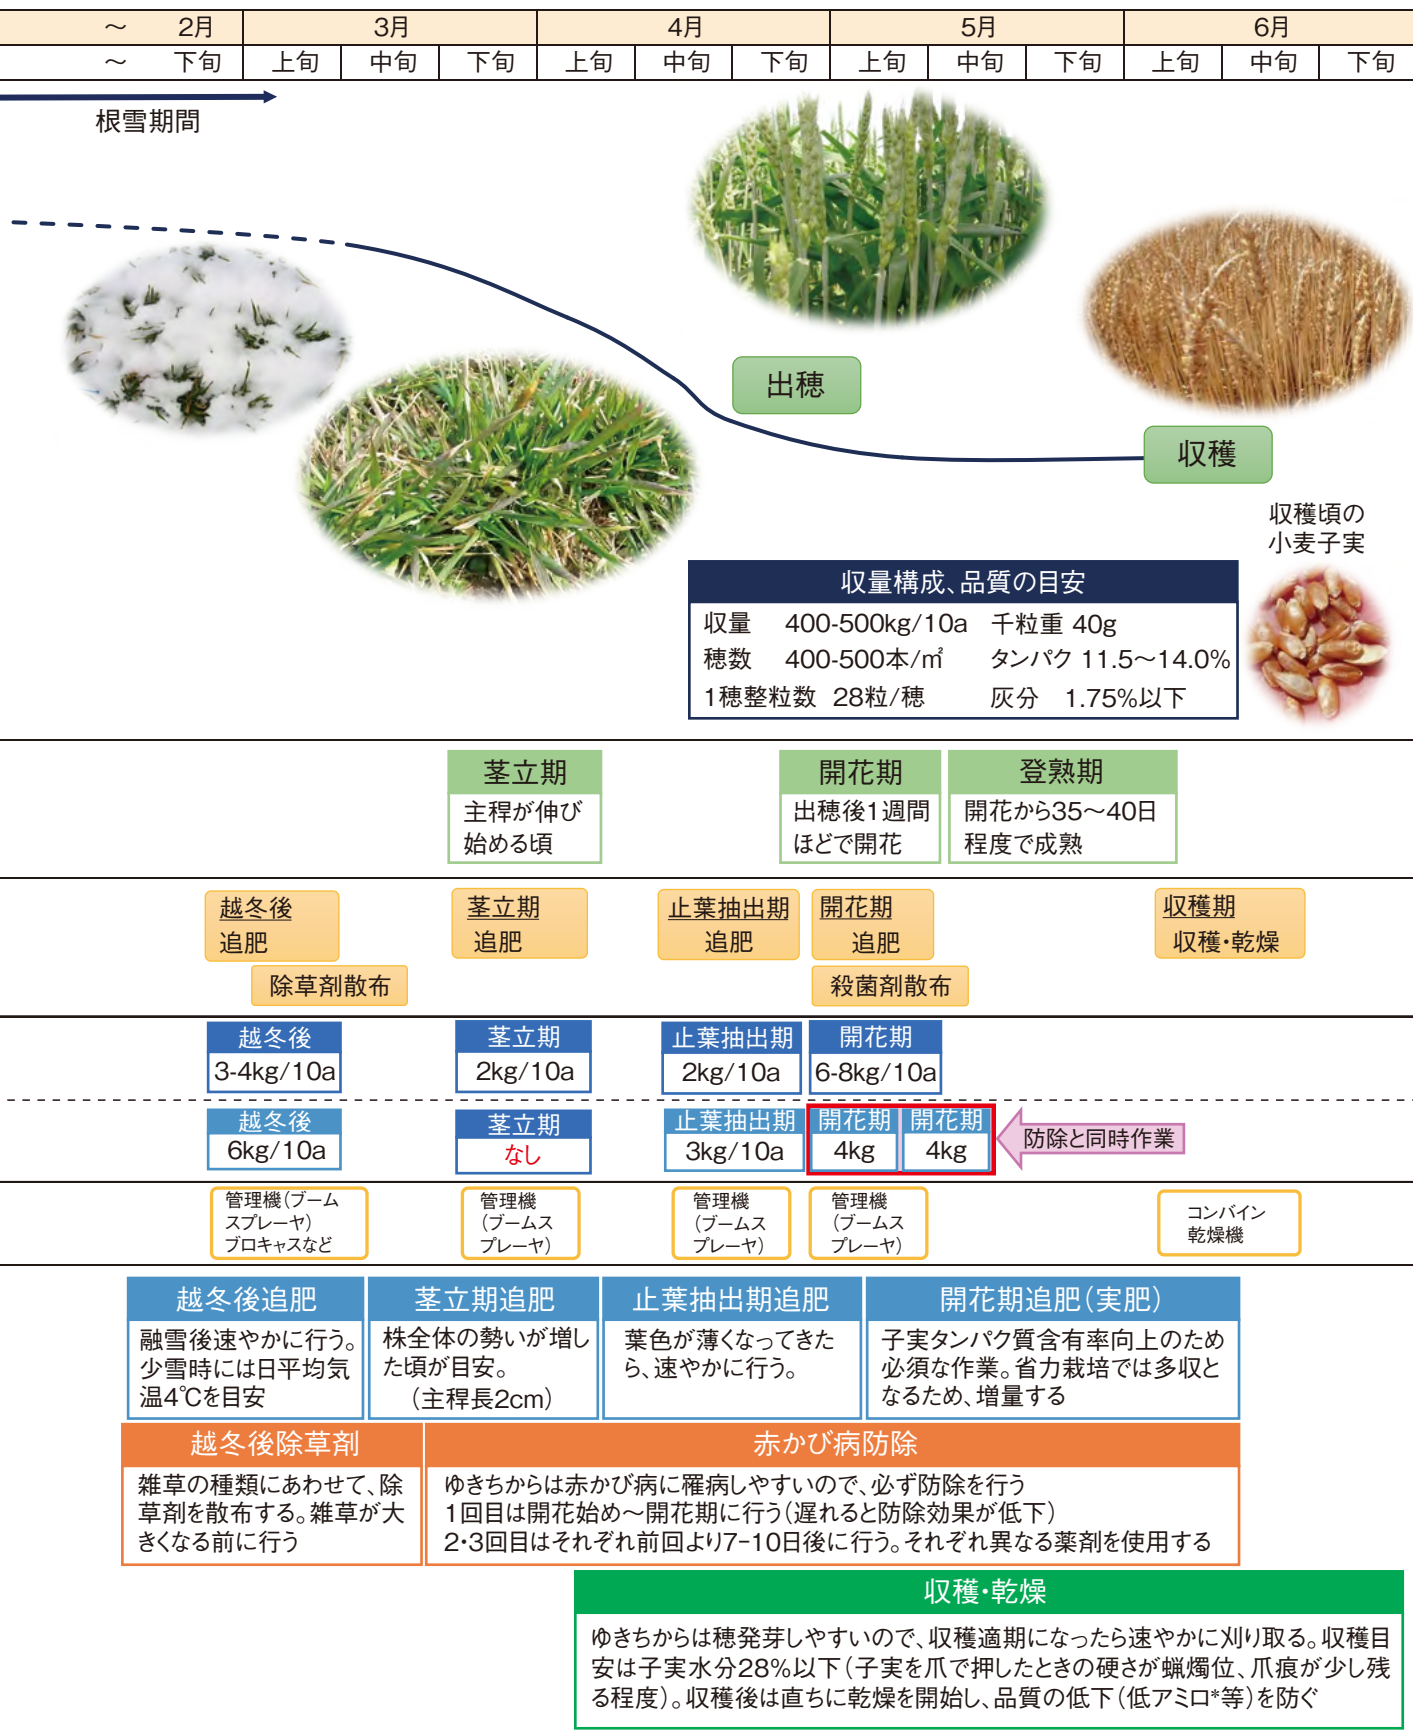 ～ 2月 3月 4月 5月 6月
～ 下旬 上旬 中旬 下旬 上旬 中旬 下旬 上旬 中旬 下旬 上旬 中旬 下旬
根雪期間
出穂
収穫
収穫頃の
小麦子実
収量構成、品質の目安
収量 400-500kg/10a 千粒重 40g
穂数 400-500本/㎡ タンパク 11.5～14.0%
1穂整粒数 28粒/穂 灰分 1.75%以下
茎立期
主稈が伸び
始める頃
開花期
出穂後1週間
ほどで開花
登熟期
開花から35～40日
程度で成熟
越冬後
追肥
茎立期
追肥
止葉抽出期
追肥
開花期
追肥
収穫期
収穫・乾燥
除草剤散布
殺菌剤散布
越冬後
3-4kg/10a
茎立期
2kg/10a
止葉抽出期
2kg/10a
開花期
6-8kg/10a
越冬後
6kg/10a
茎立期
なし
止葉抽出期
3kg/10a
開花期
4kg
開花期
4kg
防除と同時作業
管理機（ブーム
スプレーヤ）
ブロキャスなど
管理機
（ブームス
プレーヤ）
管理機
（ブームス
プレーヤ）
管理機
（ブームス
プレーヤ）
コンバイン
乾燥機
越冬後追肥
融雪後速やかに行う。
少雪時には日平均気
温4℃を目安
茎立期追肥
株全体の勢いが増し
た頃が目安。
（主稈長2cm）
止葉抽出期追肥
葉色が薄くなってきた
ら、速やかに行う。
開花期追肥（実肥）
子実タンパク質含有率向上のため
必須な作業。省力栽培では多収と
なるため、増量する
越冬後除草剤
雑草の種類にあわせて、除
草剤を散布する。雑草が大
きくなる前に行う
赤かび病防除
ゆきちからは赤かび病に罹病しやすいので、必ず防除を行う
1回目は開花始め～開花期に行う（遅れると防除効果が低下）
2・3回目はそれぞれ前回より7-10日後に行う。それぞれ異なる薬剤を使用する
収穫・乾燥
ゆきちからは穂発芽しやすいので、収穫適期になったら速やかに刈り取る。収穫目
安は子実水分28%以下（子実を爪で押したときの硬さが蝋燭位、爪痕が少し残
る程度）。収穫後は直ちに乾燥を開始し、品質の低下（低アミロ*等）を防ぐ